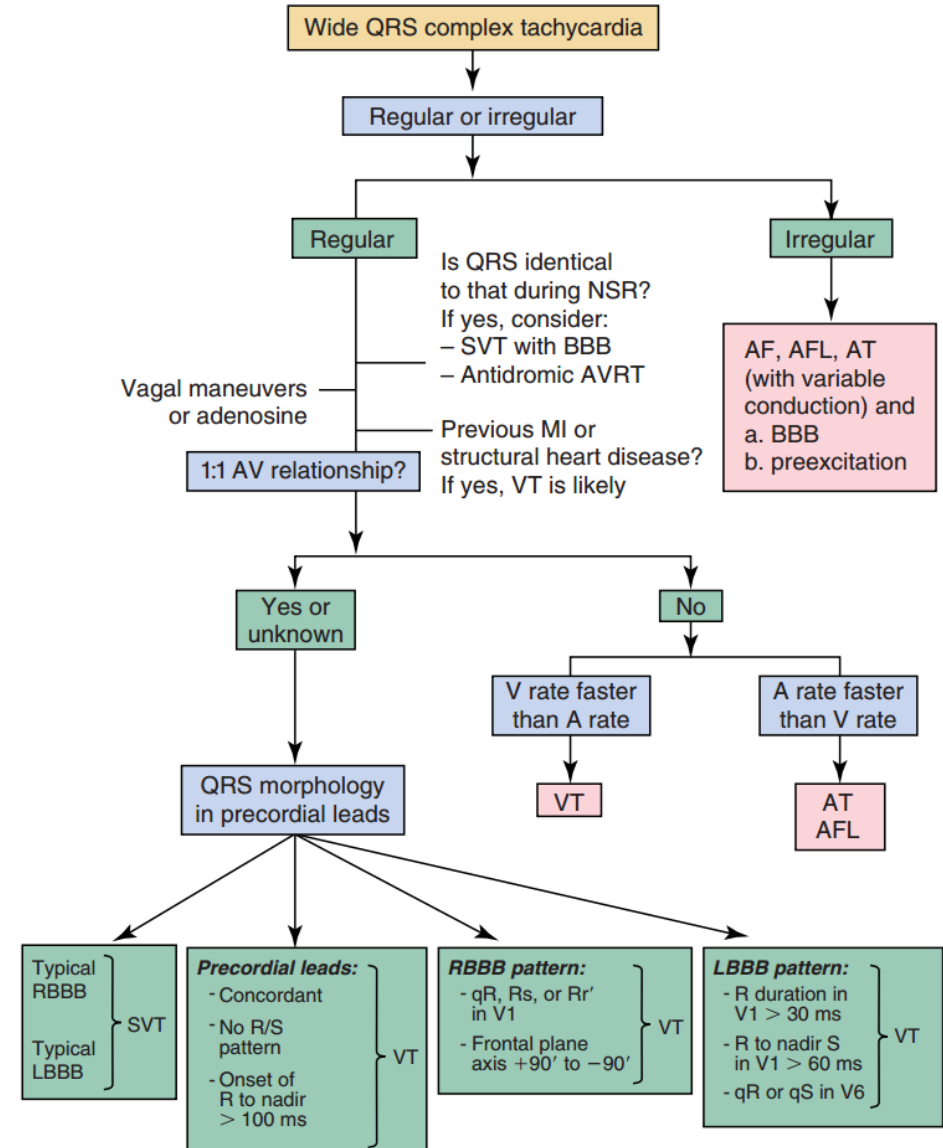 Wide QRS complex tachycardia
Regular or irregular
Regular
Irregular
Is QRS identical
to that during NSR?
If yes, consider:
– SVT with BBB
– Antidromic AVRT
Vagal maneuvers
or adenosine
Previous MI or
structural heart disease?
If yes, VT is likely
AF, AFL, AT
(with variable
conduction) and
a. BBB
b. preexcitation
1:1 AV relationship?
Yes or
unknown
No
V rate faster
than A rate
A rate faster
than V rate
VT
AT
AFL
QRS morphology
in precordial leads
Typical
RBBB
SVT
Typical
LBBB
Precordial leads:
- Concordant
- No R/S
pattern
- Onset of
R to nadir
> 100 ms
VT
RBBB pattern:
- qR, Rs, or Rr′
in V1
- Frontal plane
axis +90′ to −90′
VT
LBBB pattern:
- R duration in
V1 > 30 ms
- R to nadir S
in V1 > 60 ms
- qR or qS in V6
VT